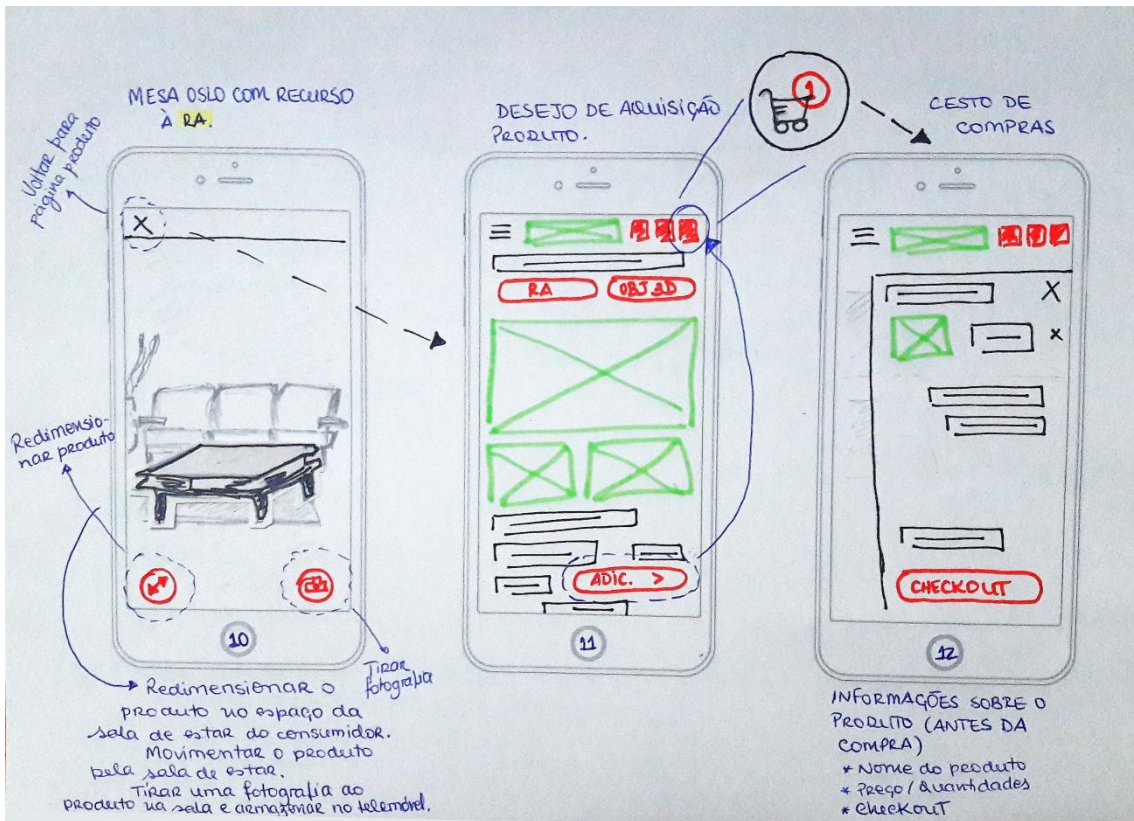 MESA OSLO COM RECURSO
À RA.
Voltar para
página produto
X
Redimensio-
nar produto
10
Tirar
fotografia
Redimensionar o
produto no espaço da
sala de estar do consumidor.
Movimentar o produto
pela sala de estar.
Tirar uma fotografia ao
produto na sala e armazenar no telemóvel.
DESEJO DE AQUISIÇÃO
PRODUTO.
1
RA
OBJ 3D
ADIC. >
11
CESTO DE
COMPRAS
X
x
CHECKOUT
12
INFORMAÇÕES SOBRE O
PRODUTO (ANTES DA
COMPRA)
* Nome do produto
* Preço / Quantidades
* Checkout